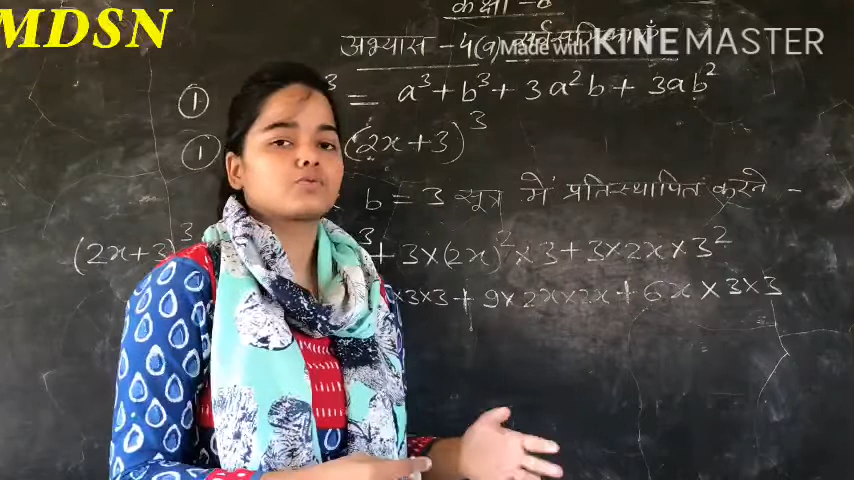 MDSN
कक्षा - 8
अभ्यास - 4(a)
Made with KINEMASTER
① ³ = a³ + b³ + 3a²b + 3ab²
① (2x+3)³
b = 3 सूत्र में प्रतिस्थापित करते -
(2x+3)³ ³ + 3×(2x)²×3+3×2x×3²
×3×3 + 9×2x×2x + 6x×3×3